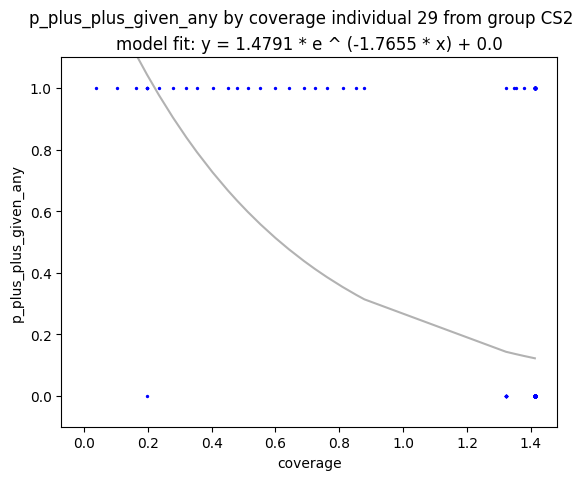 p_plus_plus_given_any by coverage individual 29 from group CS2
model fit: y = 1.4791 * e ^ (-1.7655 * x) + 0.0
p_plus_plus_given_any
1.0
0.8
0.6
0.4
0.2
0.0
0.0 0.2 0.4 0.6 0.8 1.0 1.2 1.4
coverage